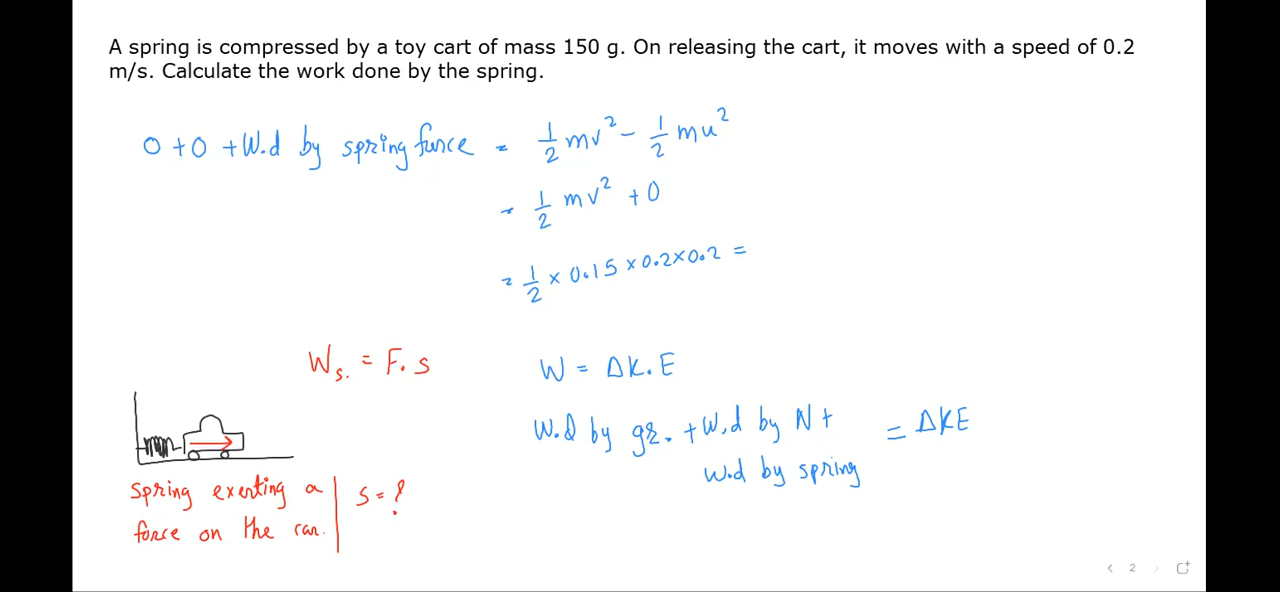 A spring is compressed by a toy cart of mass 150 g. On releasing the cart, it moves with a speed of 0.2
m/s. Calculate the work done by the spring.
0 + 0 + W.d by spring force = 1/2 mv² - 1/2 mu²
= 1/2 mv² + 0
= 1/2 × 0.15 × 0.2 × 0.2 =
Ws. = F. s
W = ΔK.E
W.d by gr. + W.d by N + = ΔKE
w.d by spring
spring exerting a
force on the car.
s = ?
2